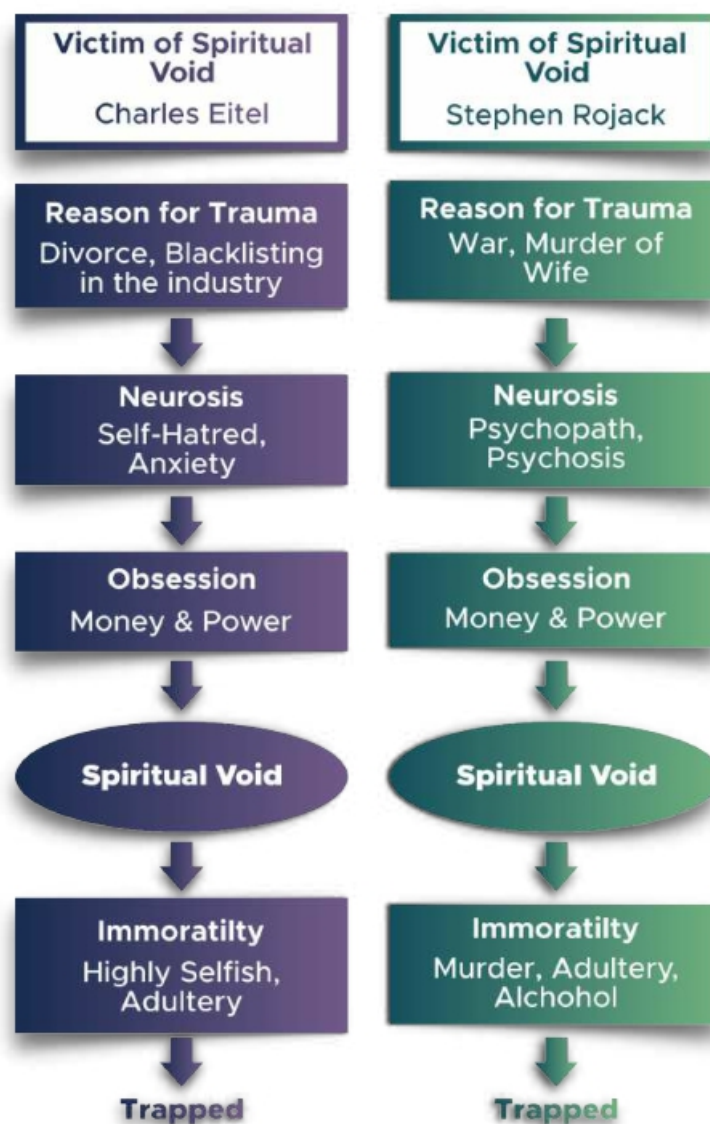 Victim of Spiritual
Void
Charles Eitel
Reason for Trauma
Divorce, Blacklisting
in the industry
Neurosis
Self-Hatred,
Anxiety
Obsession
Money & Power
Spiritual Void
Immoratilty
Highly Selfish,
Adultery
Trapped
Victim of Spiritual
Void
Stephen Rojack
Reason for Trauma
War, Murder of
Wife
Neurosis
Psychopath,
Psychosis
Obsession
Money & Power
Spiritual Void
Immoratilty
Murder, Adultery,
Alchohol
Trapped